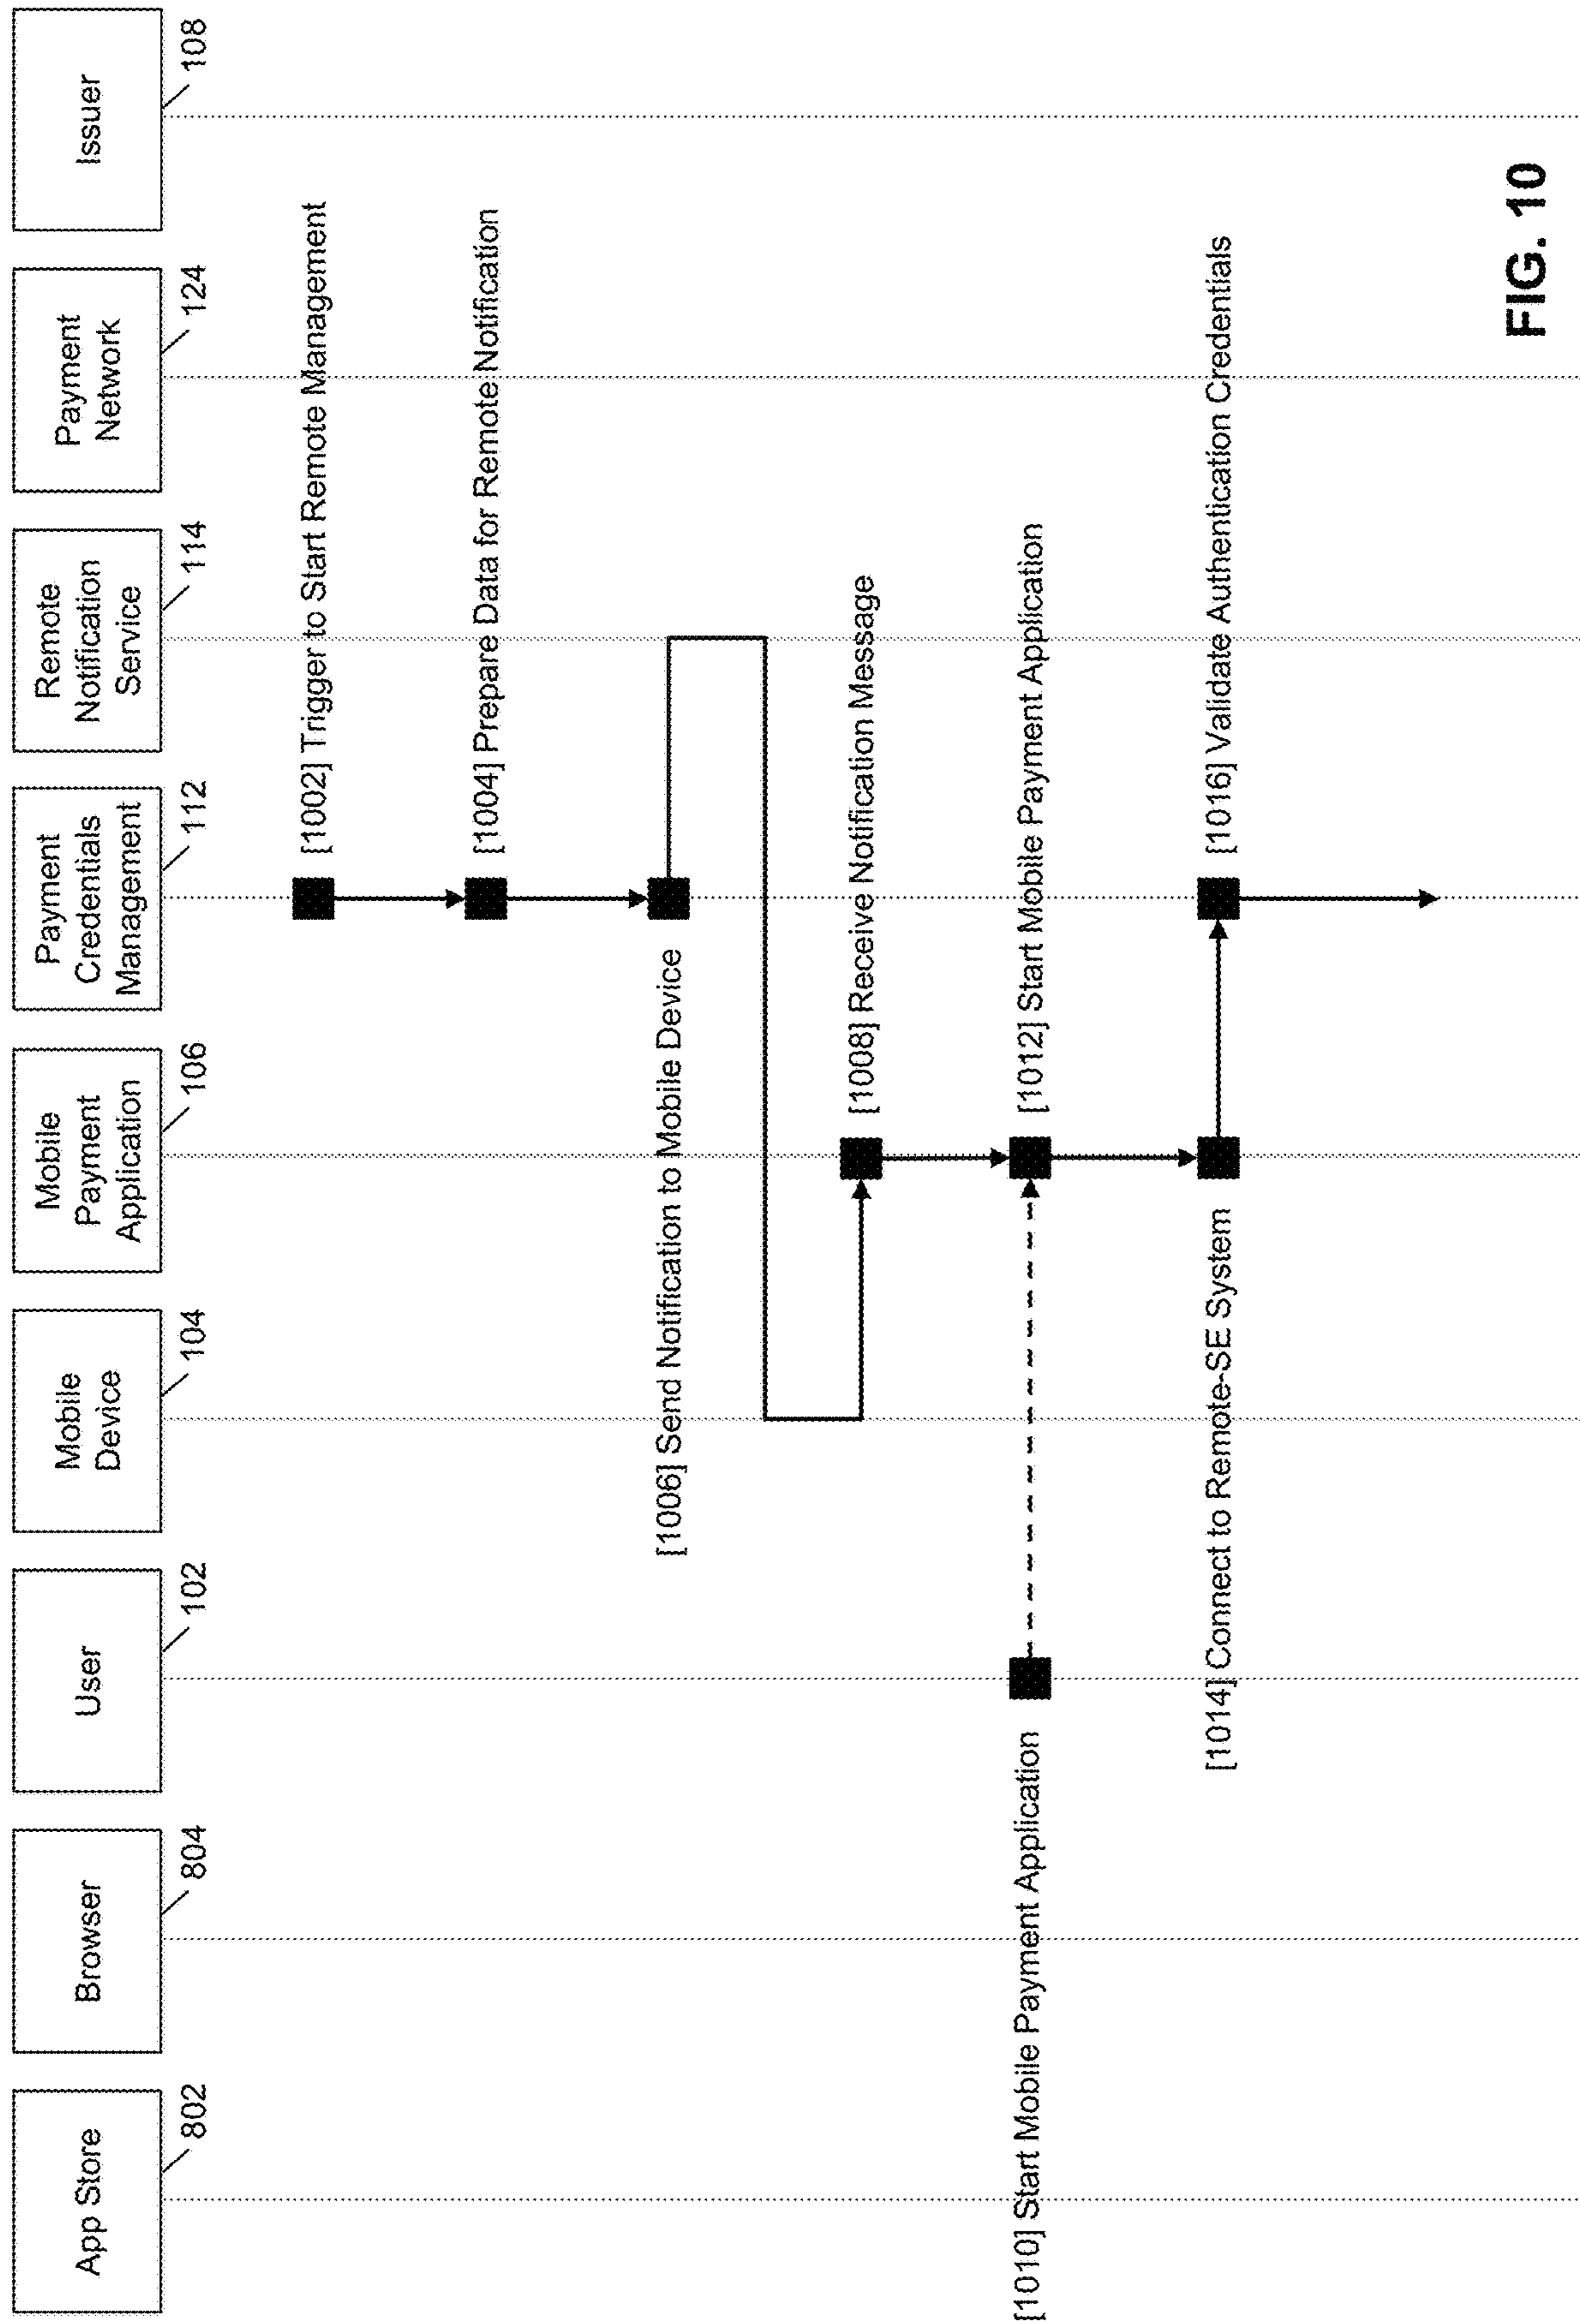 App Store
802
Browser
804
User
102
Mobile
Device
104
Mobile
Payment
Application
106
Payment
Credentials
Management
112
Remote
Notification
Service
114
Payment
Network
124
Issuer
108
[1002] Trigger to Start Remote Management
[1004] Prepare Data for Remote Notification
[1006] Send Notification to Mobile Device
[1008] Receive Notification Message
[1010] Start Mobile Payment Application
[1012] Start Mobile Payment Application
[1014] Connect to Remote-SE System
[1016] Validate Authentication Credentials
FIG. 10